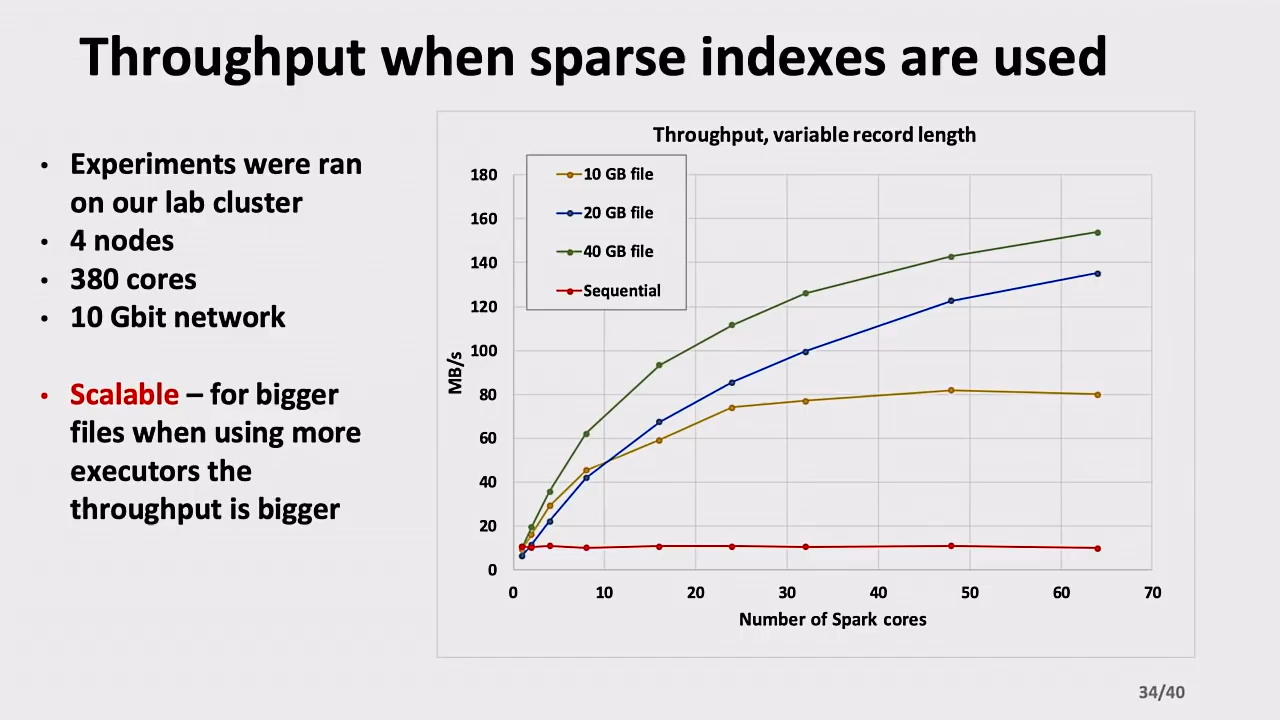 Throughput when sparse indexes are used
• Experiments were ran
on our lab cluster
• 4 nodes
• 380 cores
• 10 Gbit network
• Scalable – for bigger
files when using more
executors the
throughput is bigger
Throughput, variable record length
10 GB file
20 GB file
40 GB file
Sequential
MB/s
180
160
140
120
100
80
60
40
20
0
0 10 20 30 40 50 60 70
Number of Spark cores
34/40